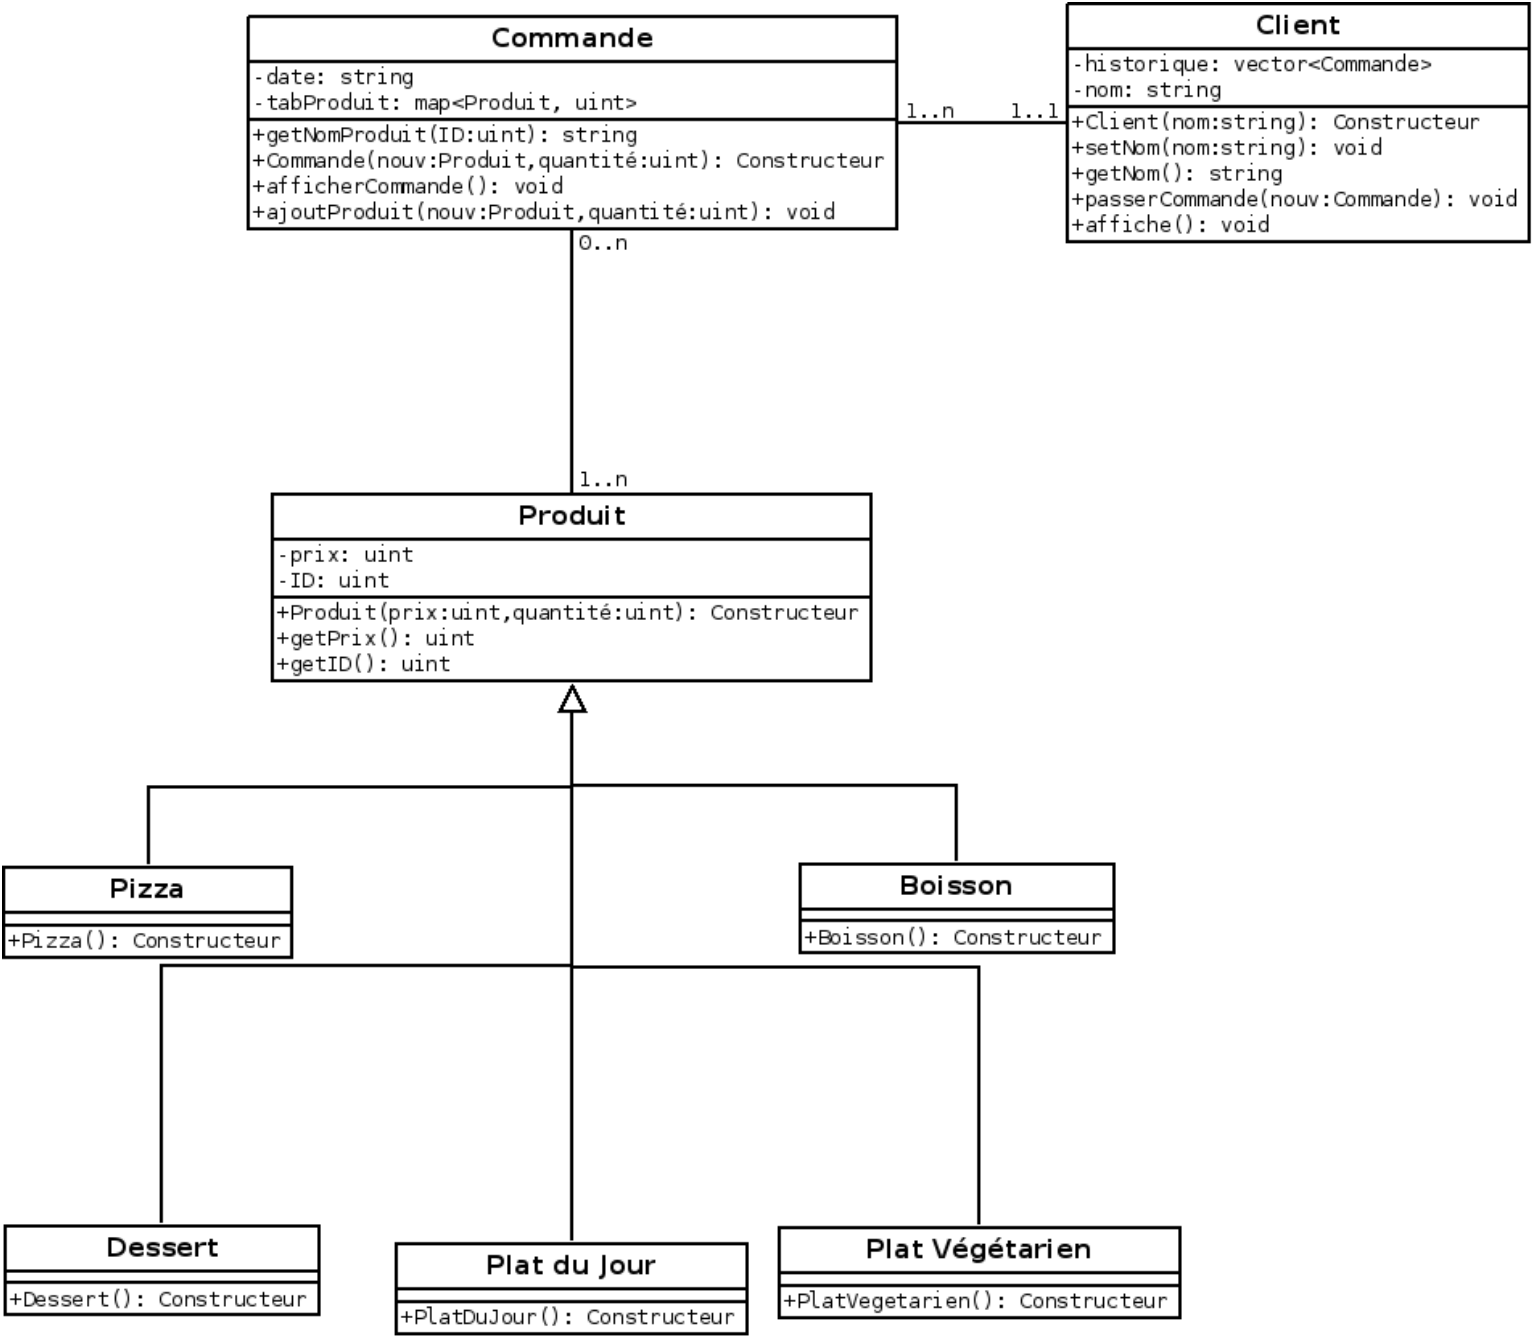 Commande
-date: string
-tabProduit: map<Produit, uint>
+getNomProduit(ID:uint): string
+Commande(nouv:Produit,quantité:uint): Constructeur
+afficherCommande(): void
+ajoutProduit(nouv:Produit,quantité:uint): void
1..n
1..1
Client
-historique: vector<Commande>
-nom: string
+Client(nom:string): Constructeur
+setNom(nom:string): void
+getNom(): string
+passerCommande(nouv:Commande): void
+affiche(): void
0..n
1..n
Produit
-prix: uint
-ID: uint
+Produit(prix:uint,quantité:uint): Constructeur
+getPrix(): uint
+getID(): uint
Pizza
+Pizza(): Constructeur
Boisson
+Boisson(): Constructeur
Dessert
+Dessert(): Constructeur
Plat du Jour
+PlatDuJour(): Constructeur
Plat Végétarien
+PlatVegetarien(): Constructeur